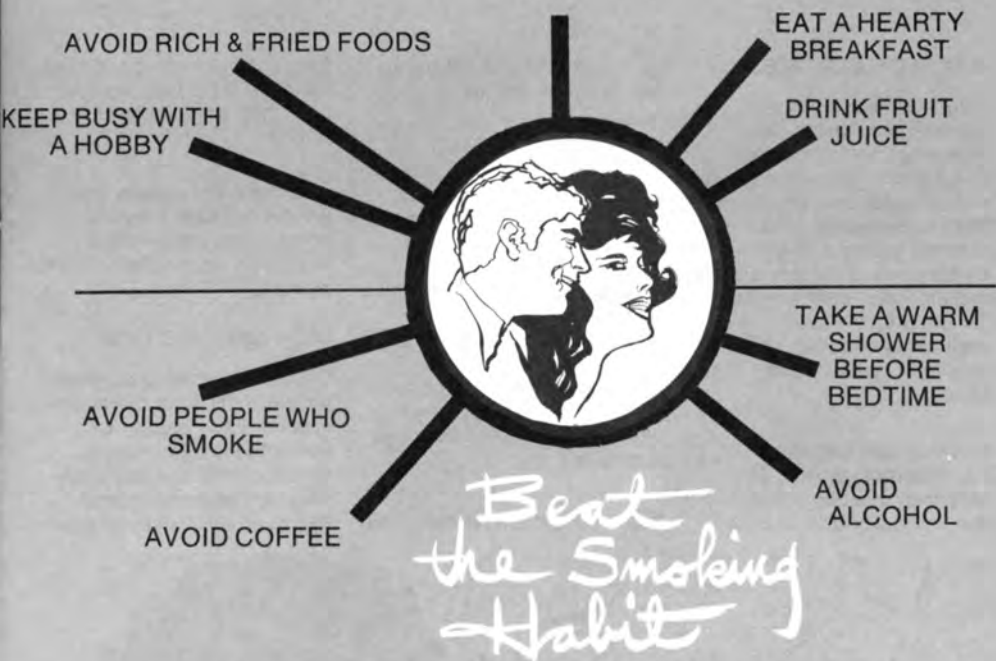 AVOID RICH & FRIED FOODS
EAT A HEARTY
BREAKFAST
KEEP BUSY WITH
A HOBBY
DRINK FRUIT
JUICE
TAKE A WARM
SHOWER
BEFORE
BEDTIME
AVOID PEOPLE WHO
SMOKE
AVOID COFFEE
AVOID
ALCOHOL
Beat
the Smoking
Habit